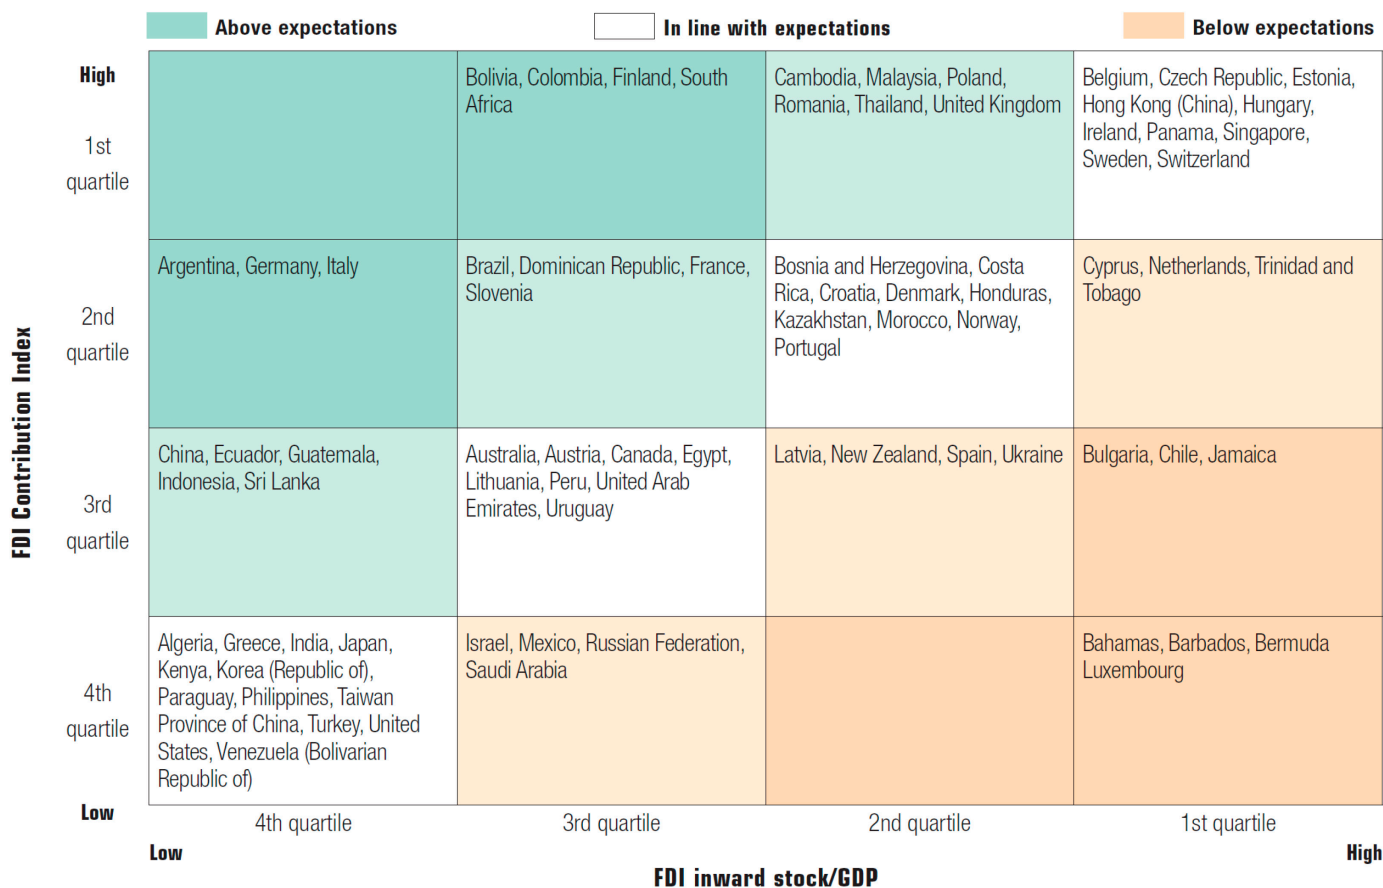 Above expectations
In line with expectations
Below expectations
High
1st
quartile
Bolivia, Colombia, Finland, South
Africa
Cambodia, Malaysia, Poland,
Romania, Thailand, United Kingdom
Belgium, Czech Republic, Estonia,
Hong Kong (China), Hungary,
Ireland, Panama, Singapore,
Sweden, Switzerland
FDI Contribution Index
2nd
quartile
Argentina, Germany, Italy
Brazil, Dominican Republic, France,
Slovenia
Bosnia and Herzegovina, Costa
Rica, Croatia, Denmark, Honduras,
Kazakhstan, Morocco, Norway,
Portugal
Cyprus, Netherlands, Trinidad and
Tobago
3rd
quartile
China, Ecuador, Guatemala,
Indonesia, Sri Lanka
Australia, Austria, Canada, Egypt,
Lithuania, Peru, United Arab
Emirates, Uruguay
Latvia, New Zealand, Spain, Ukraine
Bulgaria, Chile, Jamaica
4th
quartile
Algeria, Greece, India, Japan,
Kenya, Korea (Republic of),
Paraguay, Philippines, Taiwan
Province of China, Turkey, United
States, Venezuela (Bolivarian
Republic of)
Israel, Mexico, Russian Federation,
Saudi Arabia
Bahamas, Barbados, Bermuda
Luxembourg
Low
4th quartile
3rd quartile
2nd quartile
1st quartile
Low
High
FDI inward stock/GDP